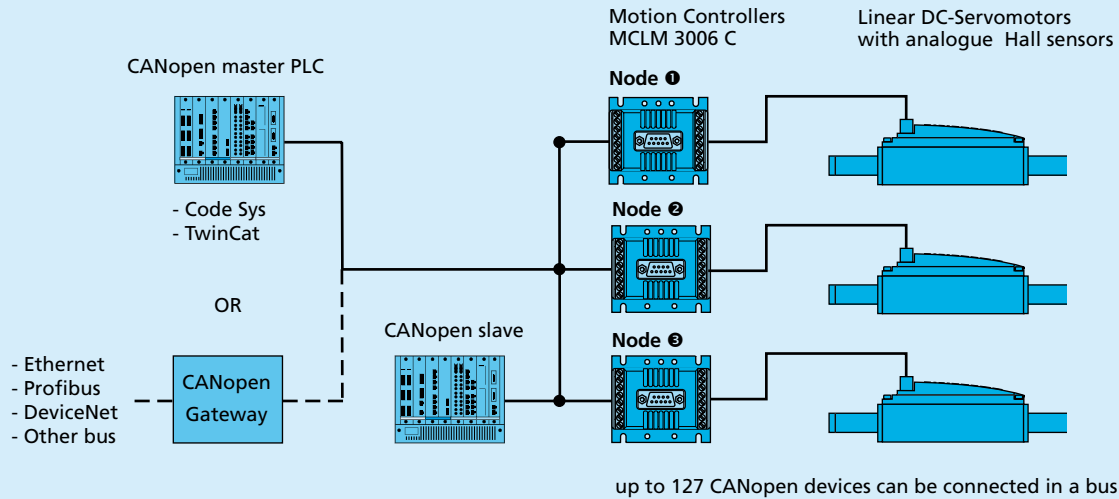 Motion Controllers
MCLM 3006 C
Linear DC-Servomotors
with analogue Hall sensors
CANopen master PLC
Node ❶
- Code Sys
- TwinCat
Node ❷
OR
CANopen slave
Node ❸
- Ethernet
- Profibus
- DeviceNet
- Other bus
CANopen
Gateway
up to 127 CANopen devices can be connected in a bus